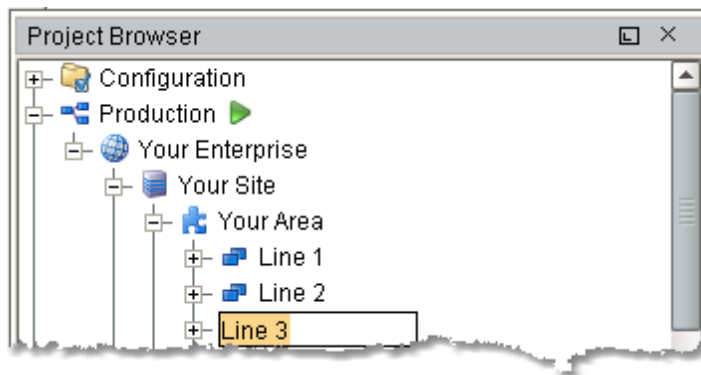 Project Browser
Configuration
Production
Your Enterprise
Your Site
Your Area
Line 1
Line 2
Line 3